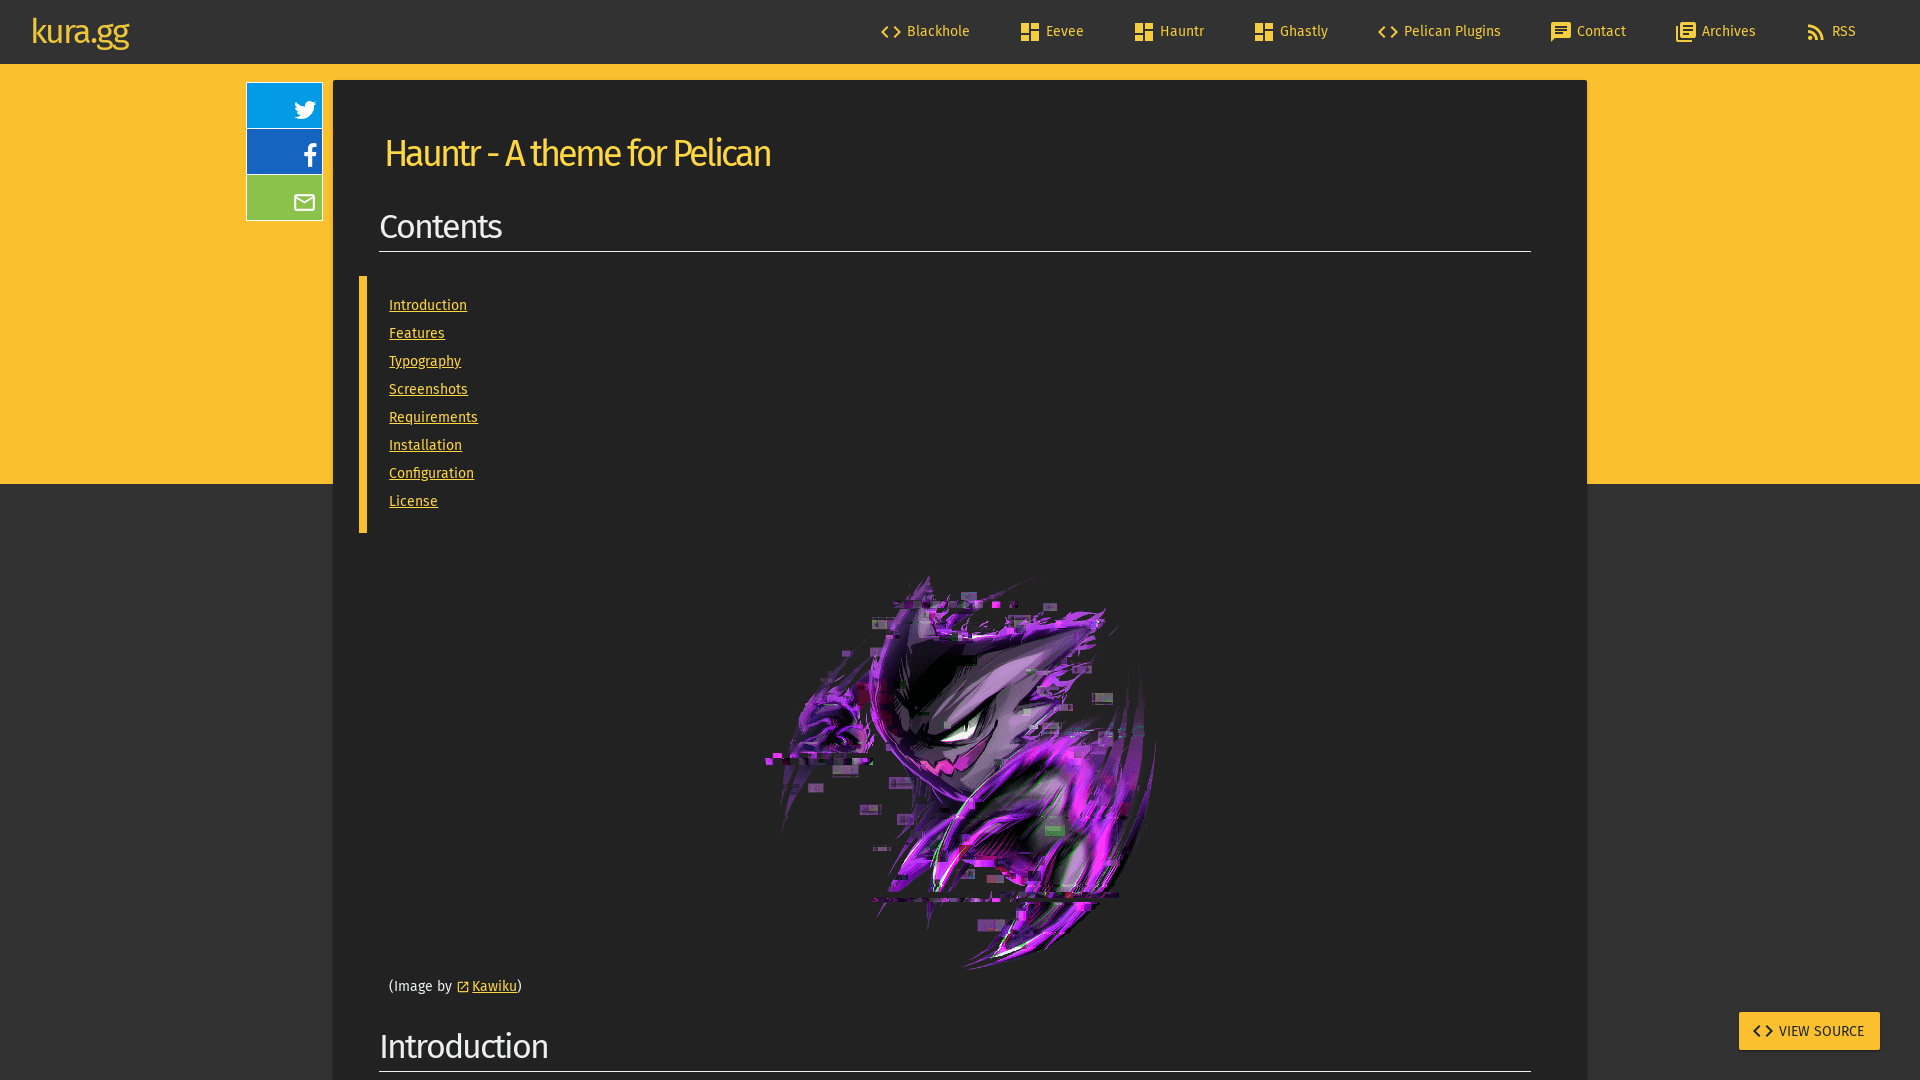 kura.gg
Blackhole
Eevee
Hauntr
Ghastly
Pelican Plugins
Contact
Archives
RSS
Hauntr - A theme for Pelican
Contents
Introduction
Features
Typography
Screenshots
Requirements
Installation
Configuration
License
(Image by Kawiku)
Introduction
VIEW SOURCE